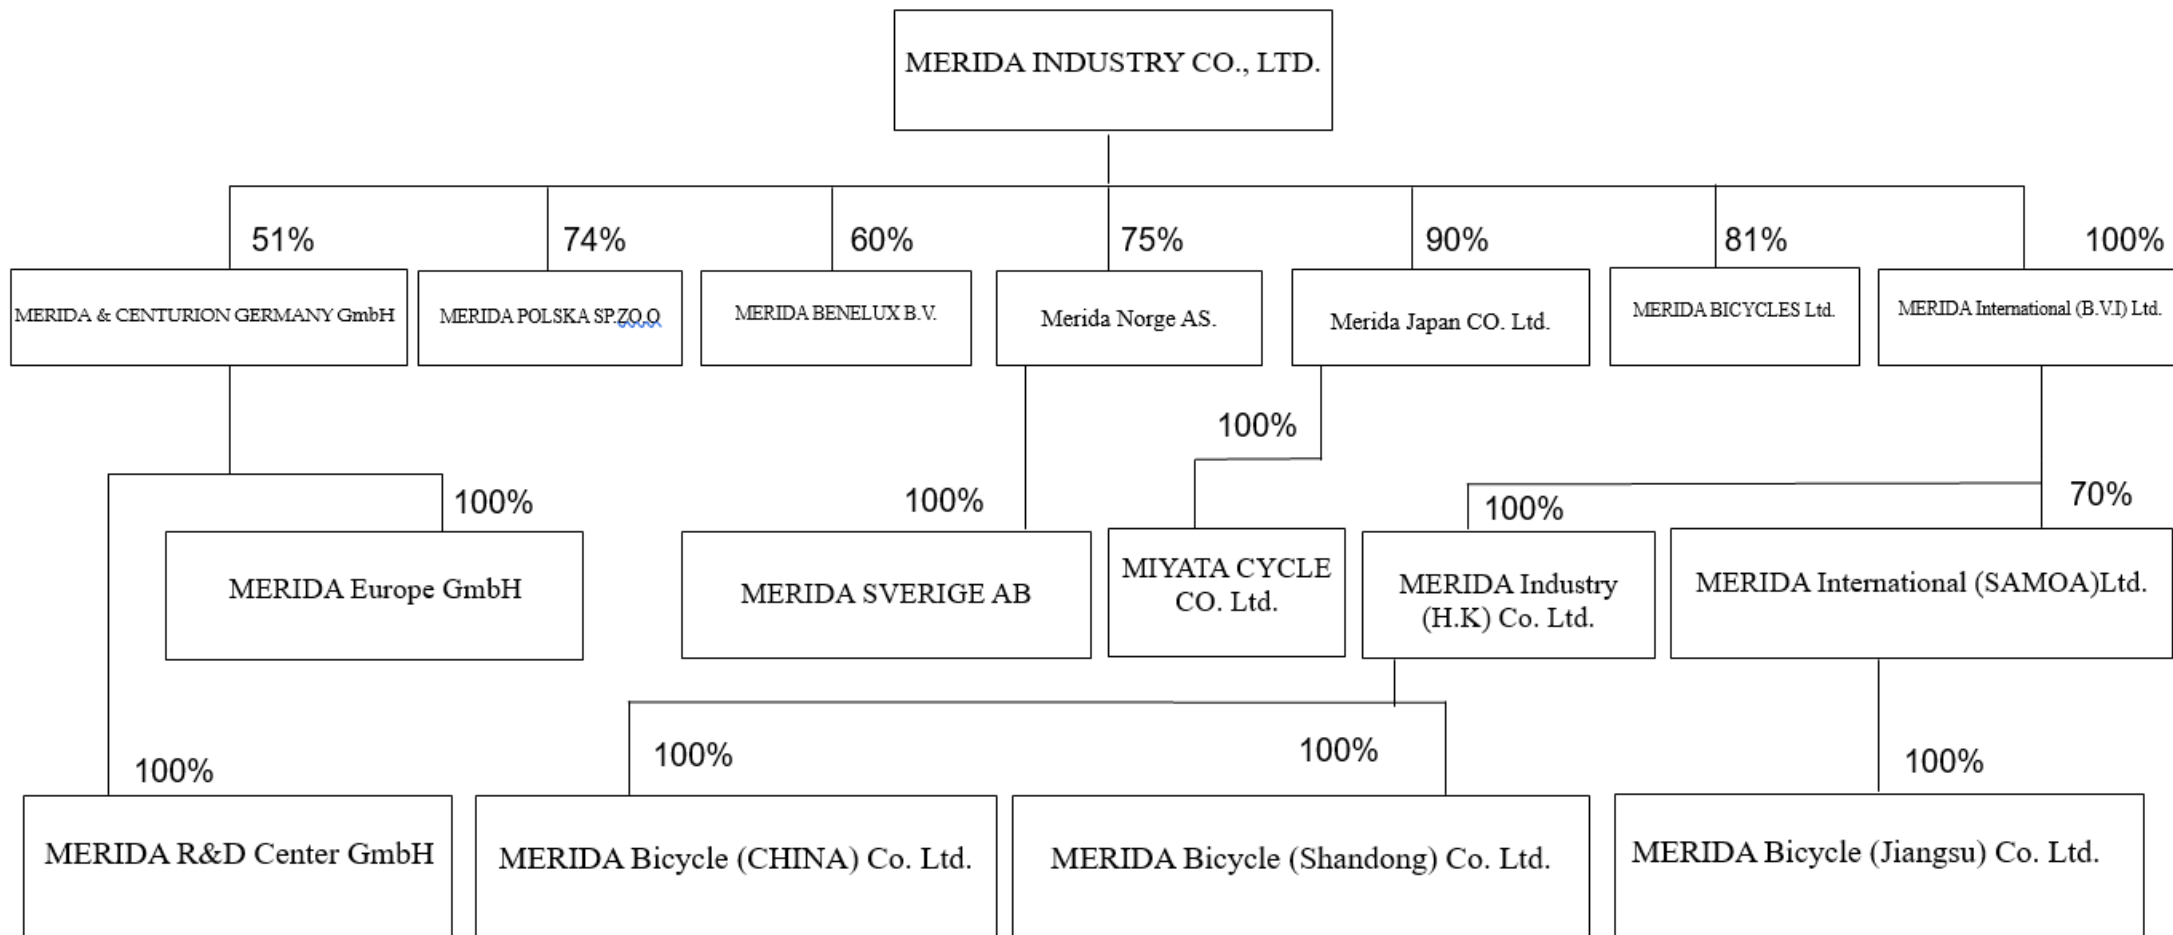 MERIDA INDUSTRY CO., LTD.
51%
74%
60%
75%
90%
81%
100%
MERIDA & CENTURION GERMANY GmbH
MERIDA POLSKA SP.ZO.O
MERIDA BENELUX B.V.
Merida Norge AS.
Merida Japan CO. Ltd.
MERIDA BICYCLES Ltd.
MERIDA International (B.V.I) Ltd.
100%
100%
100%
100%
70%
MERIDA Europe GmbH
MERIDA SVERIGE AB
MIYATA CYCLE
CO. Ltd.
MERIDA Industry
(H.K) Co. Ltd.
MERIDA International (SAMOA)Ltd.
100%
100%
100%
100%
MERIDA R&D Center GmbH
MERIDA Bicycle (CHINA) Co. Ltd.
MERIDA Bicycle (Shandong) Co. Ltd.
MERIDA Bicycle (Jiangsu) Co. Ltd.